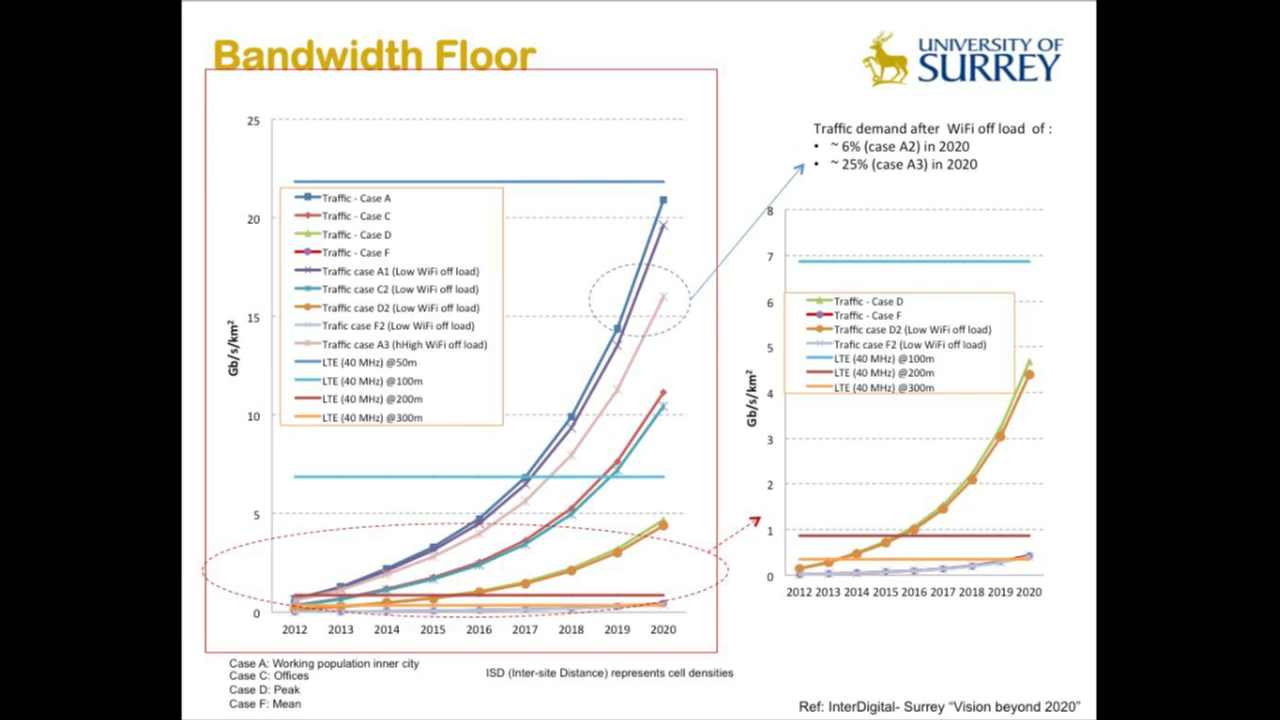 Bandwidth Floor
UNIVERSITY OF
SURREY
Traffic demand after WiFi off load of :
• ~ 6% (case A2) in 2020
• ~ 25% (case A3) in 2020
25
20
15
10
5
0
Gb/s/km²
Traffic - Case A
Traffic - Case C
Traffic - Case D
Traffic - Case F
Traffic case A1 (Low WiFi off load)
Traffic case C2 (Low WiFi off load)
Traffic case D2 (Low WiFi off load)
Trafic case F2 (Low WiFi off load)
Traffic case A3 (hHigh WiFi off load)
LTE (40 MHz) @50m
LTE (40 MHz) @100m
LTE (40 MHz) @200m
LTE (40 MHz) @300m
2012 2013 2014 2015 2016 2017 2018 2019 2020
8
7
6
5
4
3
2
1
0
Gb/s/km²
Traffic - Case D
Traffic - Case F
Traffic case D2 (Low WiFi off load)
Trafic case F2 (Low WiFi off load)
LTE (40 MHz) @100m
LTE (40 MHz) @200m
LTE (40 MHz) @300m
2012 2013 2014 2015 2016 2017 2018 2019 2020
Case A: Working population inner city
Case C: Offices
Case D: Peak
Case F: Mean
ISD (Inter-site Distance) represents cell densities
Ref: InterDigital- Surrey “Vision beyond 2020”